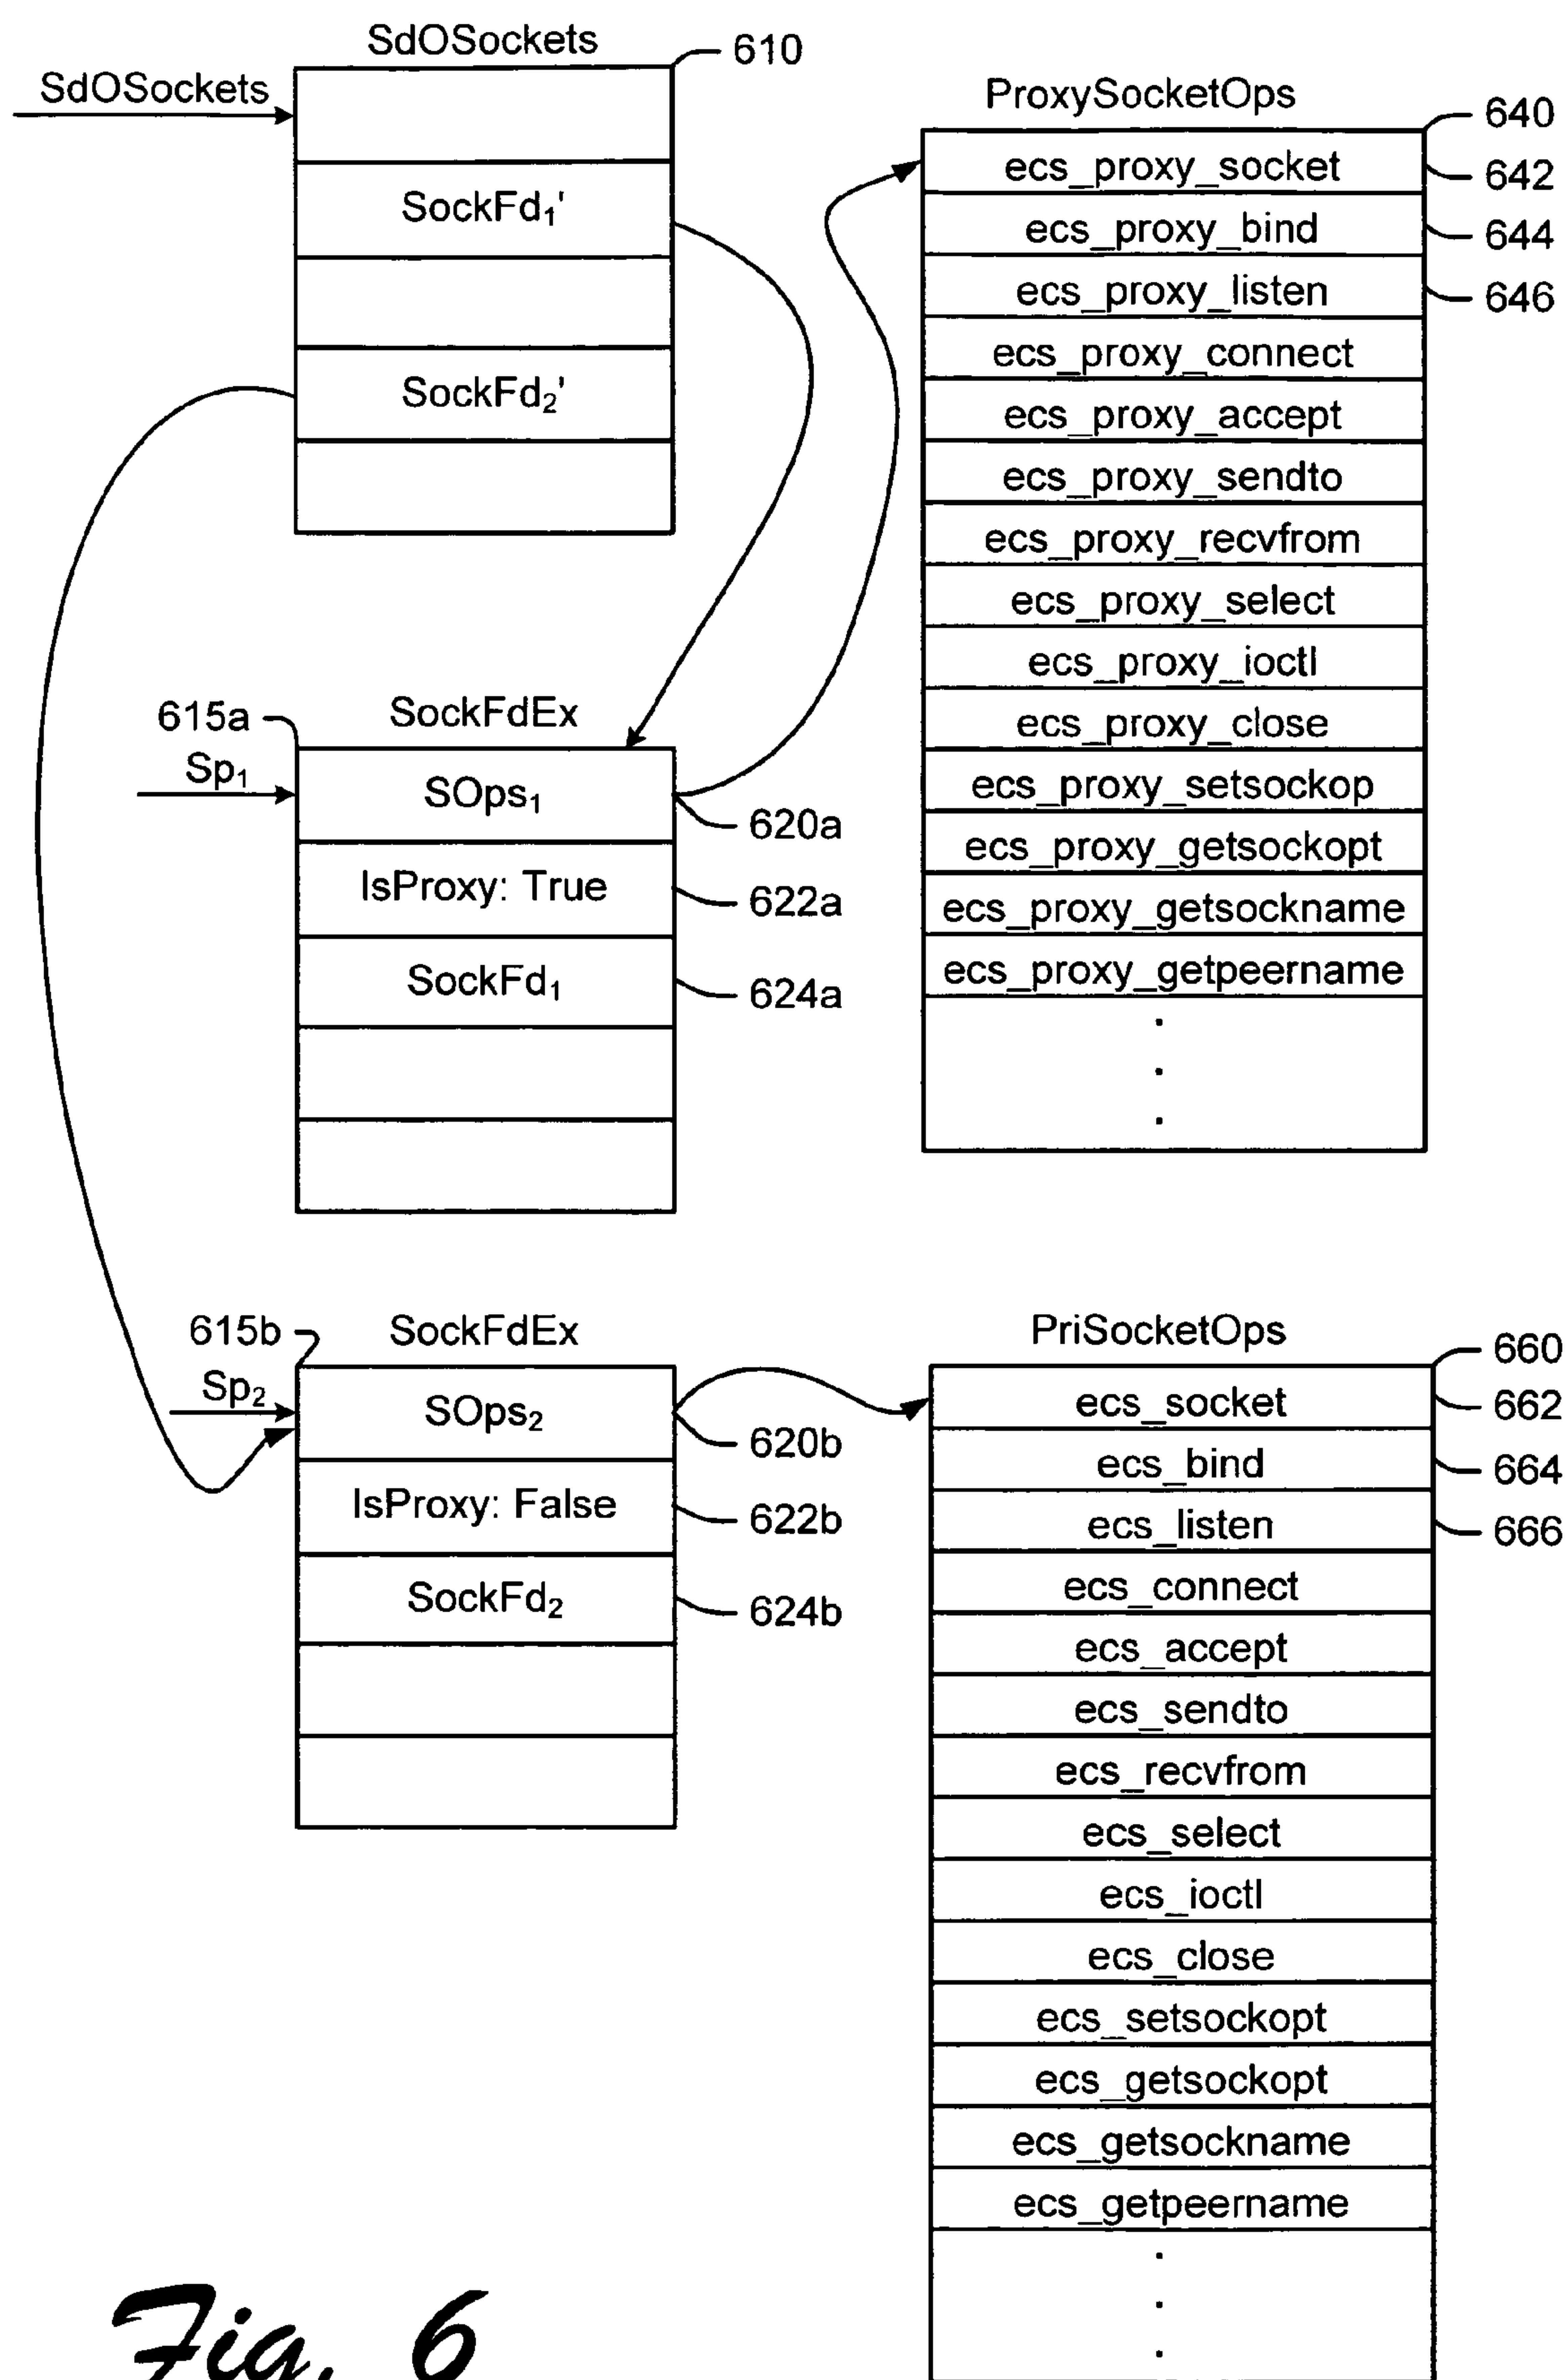 SdOSockets
610
SdOSockets
SockFd₁'
SockFd₂'
ProxySocketOps
640
ecs_proxy_socket
642
ecs_proxy_bind
644
ecs_proxy_listen
646
ecs_proxy_connect
ecs_proxy_accept
ecs_proxy_sendto
ecs_proxy_recvfrom
ecs_proxy_select
ecs_proxy_ioctl
ecs_proxy_close
ecs_proxy_setsockop
ecs_proxy_getsockopt
ecs_proxy_getsockname
ecs_proxy_getpeername
.
.
.
615a
SockFdEx
Sp₁
SOps₁
620a
IsProxy: True
622a
SockFd₁
624a
615b
SockFdEx
Sp₂
SOps₂
620b
IsProxy: False
622b
SockFd₂
624b
PriSocketOps
660
ecs_socket
662
ecs_bind
664
ecs_listen
666
ecs_connect
ecs_accept
ecs_sendto
ecs_recvfrom
ecs_select
ecs_ioctl
ecs_close
ecs_setsockopt
ecs_getsockopt
ecs_getsockname
ecs_getpeername
.
.
.
Fig. 6